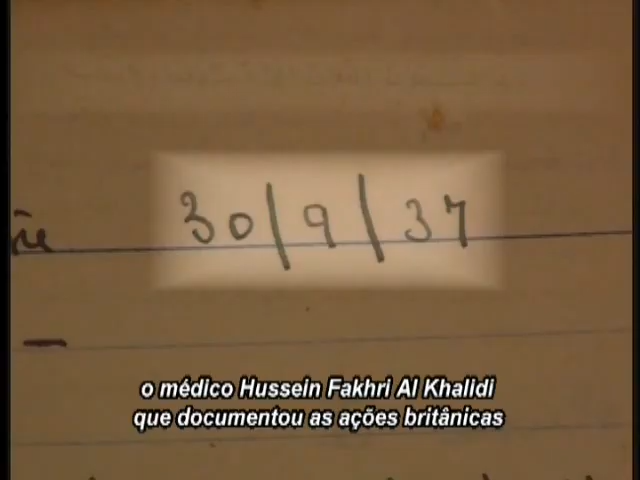 30/9/37
o médico Hussein Fakhri Al Khalidi
que documentou as ações britânicas